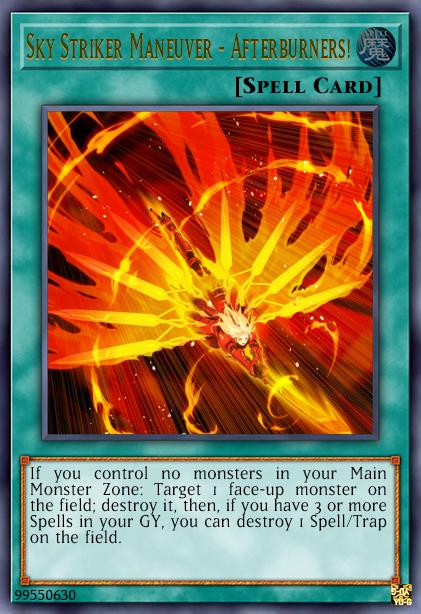 Sky Striker Maneuver - Afterburners!
SPELL
魔
[Spell Card]
If you control no monsters in your Main
Monster Zone: Target 1 face-up monster on
the field; destroy it, then, if you have 3 or more
Spells in your GY, you can destroy 1 Spell/Trap
on the field.
99550630